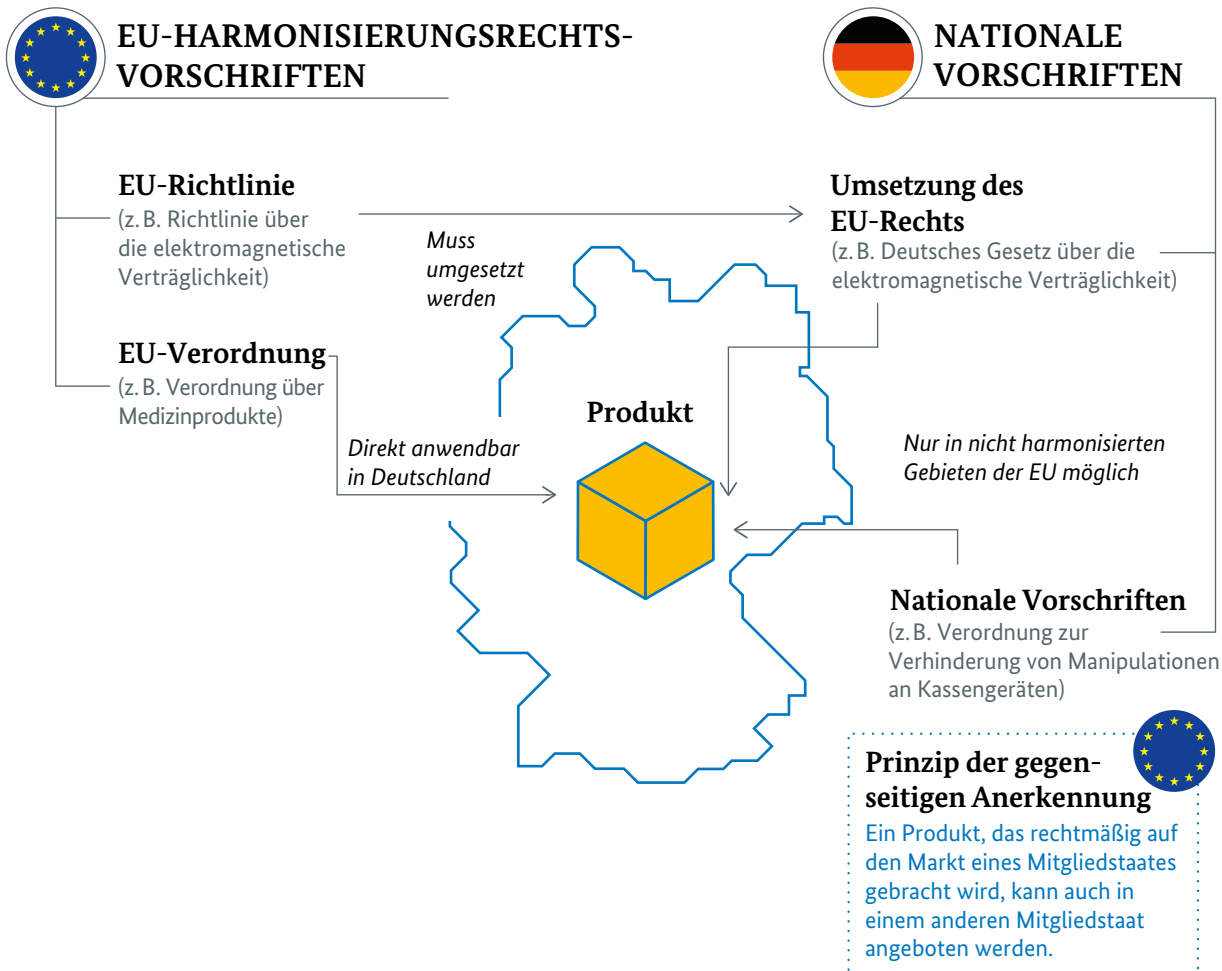 EU-HARMONISIERUNGSRECHTS-
VORSCHRIFTEN
NATIONALE
VORSCHRIFTEN
EU-Richtlinie
(z. B. Richtlinie über
die elektromagnetische
Verträglichkeit)
Muss
umgesetzt
werden
Umsetzung des
EU-Rechts
(z. B. Deutsches Gesetz über die
elektromagnetische Verträglichkeit)
EU-Verordnung
(z. B. Verordnung über
Medizinprodukte)
Direkt anwendbar
in Deutschland
Produkt
Nur in nicht harmonisierten
Gebieten der EU möglich
Nationale Vorschriften
(z. B. Verordnung zur
Verhinderung von Manipulationen
an Kassengeräten)
Prinzip der gegen-
seitigen Anerkennung
Ein Produkt, das rechtmäßig auf
den Markt eines Mitgliedstaates
gebracht wird, kann auch in
einem anderen Mitgliedstaat
angeboten werden.